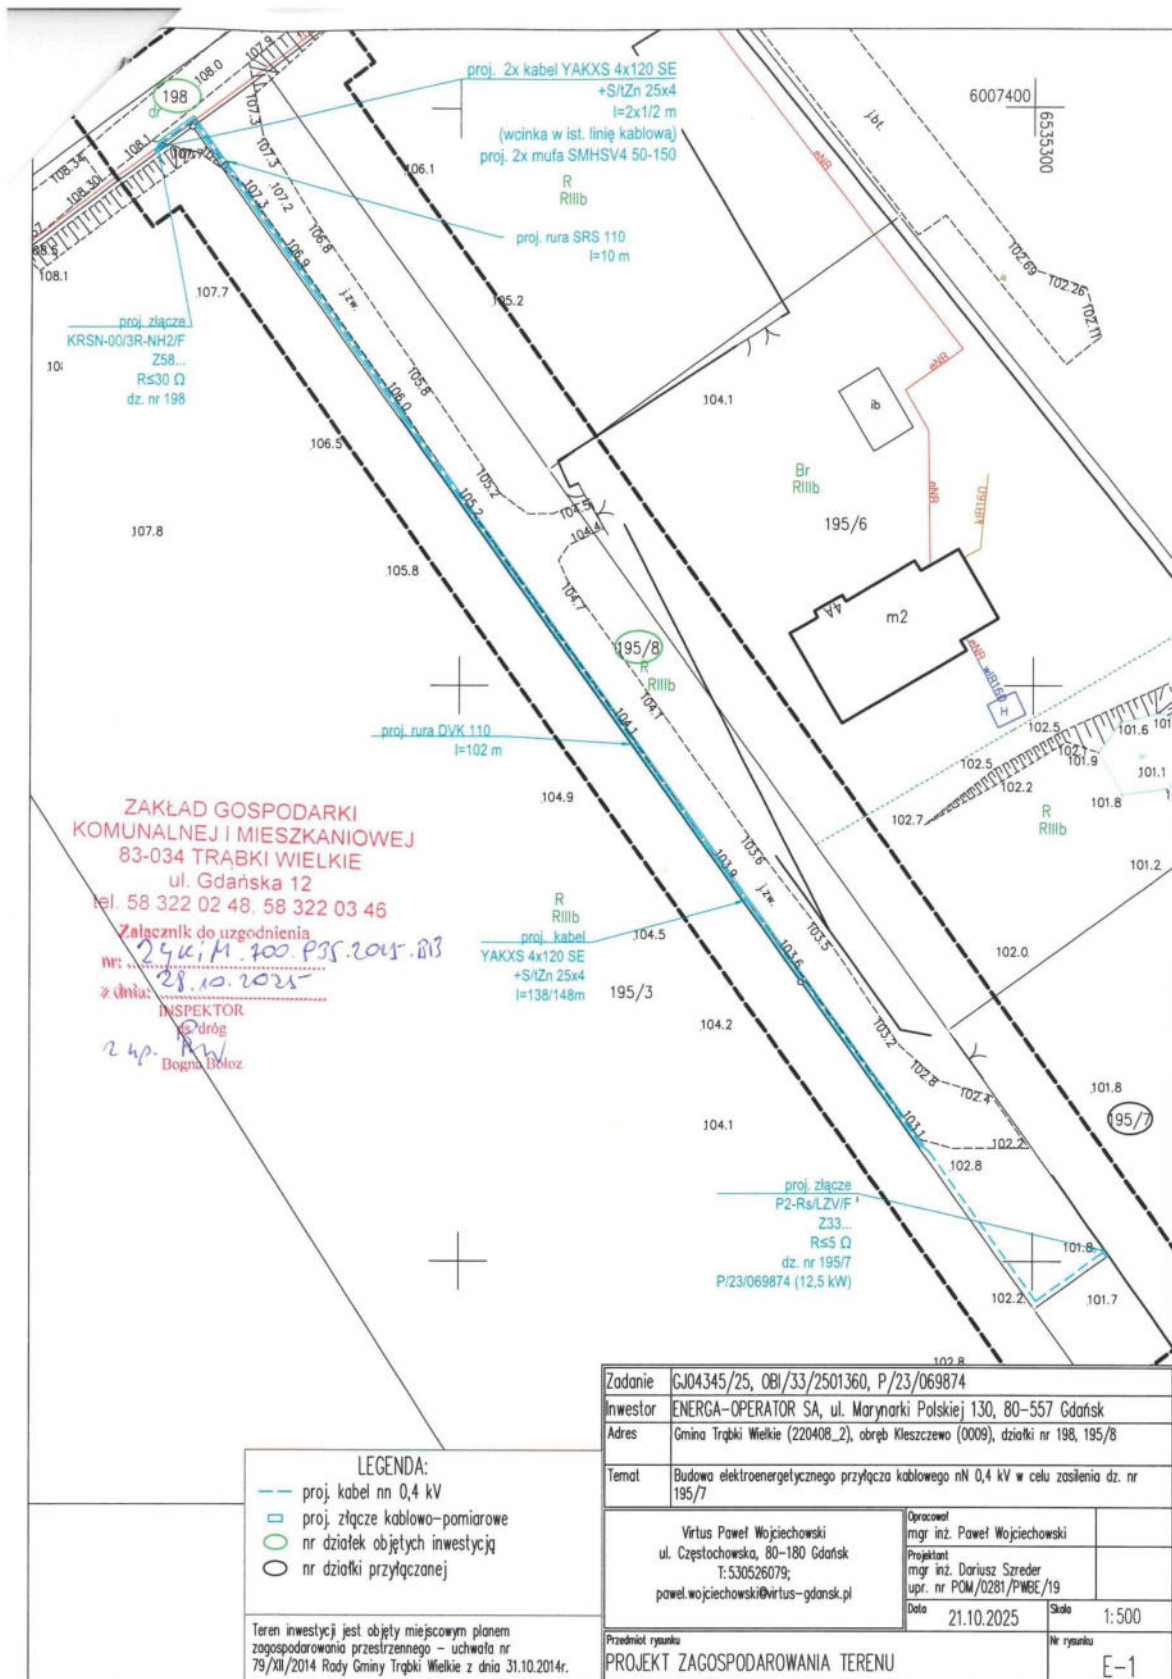 198
dr
108.0
107.9
108.1
108.34
108.30
108.1
107.3
107.3
107.2
106.8
107.3
106.9
j.zw.
107.7
106.1
105.2
proj. 2x kabel YAKXS 4x120 SE
+S/tZn 25x4
l=2x1/2 m
(wcinka w ist. linię kablową)
proj. 2x mufa SMHSV4 50-150
R
RIIIb
proj. rura SRS 110
l=10 m
6007400
6535300
jbt.
eNR
102.69
102.26
102.11
proj. złącze
KRSN-00/3R-NH2/F
Z58...
R≤30 Ω
dz. nr 198
105.8
106.0
106.5
105.2
105.2
104.5
104.4
104.1
eNR
ib
Br
RIIIb
195/6
eNR
kIB160
107.8
105.8
104.7
4A
m2
195/8
R
RIIIb
eNR
wIB160
H
104.1
104.1
proj. rura DVK 110
l=102 m
102.5
102.1
101.9
101.6
102.5
102.2
101.1
101.8
102.7
R
RIIIb
101.2
104.9
103.6
103.9
j.zw.
ZAKŁAD GOSPODARKI
KOMUNALNEJ I MIESZKANIOWEJ
83-034 TRĄBKI WIELKIE
ul. Gdańska 12
tel. 58 322 02 48, 58 322 03 46
Załącznik do uzgodnienia
nr:
z dnia: 28.10.2025
INSPEKTOR
ds/dróg
Bogna Bołoz
R
RIIIb
proj. kabel
YAKXS 4x120 SE
+S/tZn 25x4
l=138/148m
104.5
195/3
103.5
103.6
102.0
104.2
103.2
102.8
102.4
101.8
195/7
104.1
103.1
102.2
102.8
proj. złącze
P2-Rs/LZV/F
Z33...
R≤5 Ω
dz. nr 195/7
P/23/069874 (12,5 kW)
101.8
102.2
101.7
102.8
Zadanie GJ04345/25, OBI/33/2501360, P/23/069874
Inwestor ENERGA-OPERATOR SA, ul. Marynarki Polskiej 130, 80-557 Gdańsk
Adres Gmina Trąbki Wielkie (220408_2), obręb Kleszczewo (0009), działki nr 198, 195/8
Temat Budowa elektroenergetycznego przyłącza kablowego nN 0,4 kV w celu zasilenia dz. nr
195/7
LEGENDA:
proj. kabel nn 0,4 kV
proj. złącze kablowo-pomiarowe
nr działek objętych inwestycją
nr działki przyłączanej
Teren inwestycji jest objęty miejscowym planem
zagospodarowania przestrzennego - uchwała nr
79/XII/2014 Rady Gminy Trąbki Wielkie z dnia 31.10.2014r.
Virtus Paweł Wojciechowski
ul. Częstochowska, 80-180 Gdańsk
T:530526079;
pawel.wojciechowski@virtus-gdansk.pl
Opracował
mgr inż. Paweł Wojciechowski
Projektant
mgr inż. Dariusz Szreder
upr. nr POM/0281/PWBE/19
Data 21.10.2025
Skala 1:500
Przedmiot rysunku
PROJEKT ZAGOSPODAROWANIA TERENU
Nr rysunku
E-1